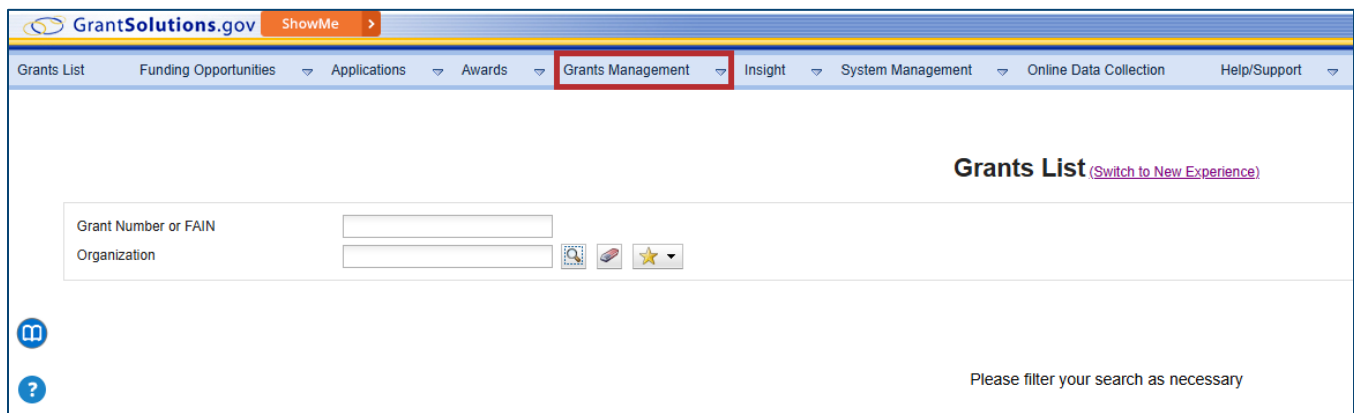 GrantSolutions.gov ShowMe >
Grants List Funding Opportunities Applications Awards Grants Management Insight System Management Online Data Collection Help/Support
Grants List (Switch to New Experience)
Grant Number or FAIN
Organization
?
Please filter your search as necessary